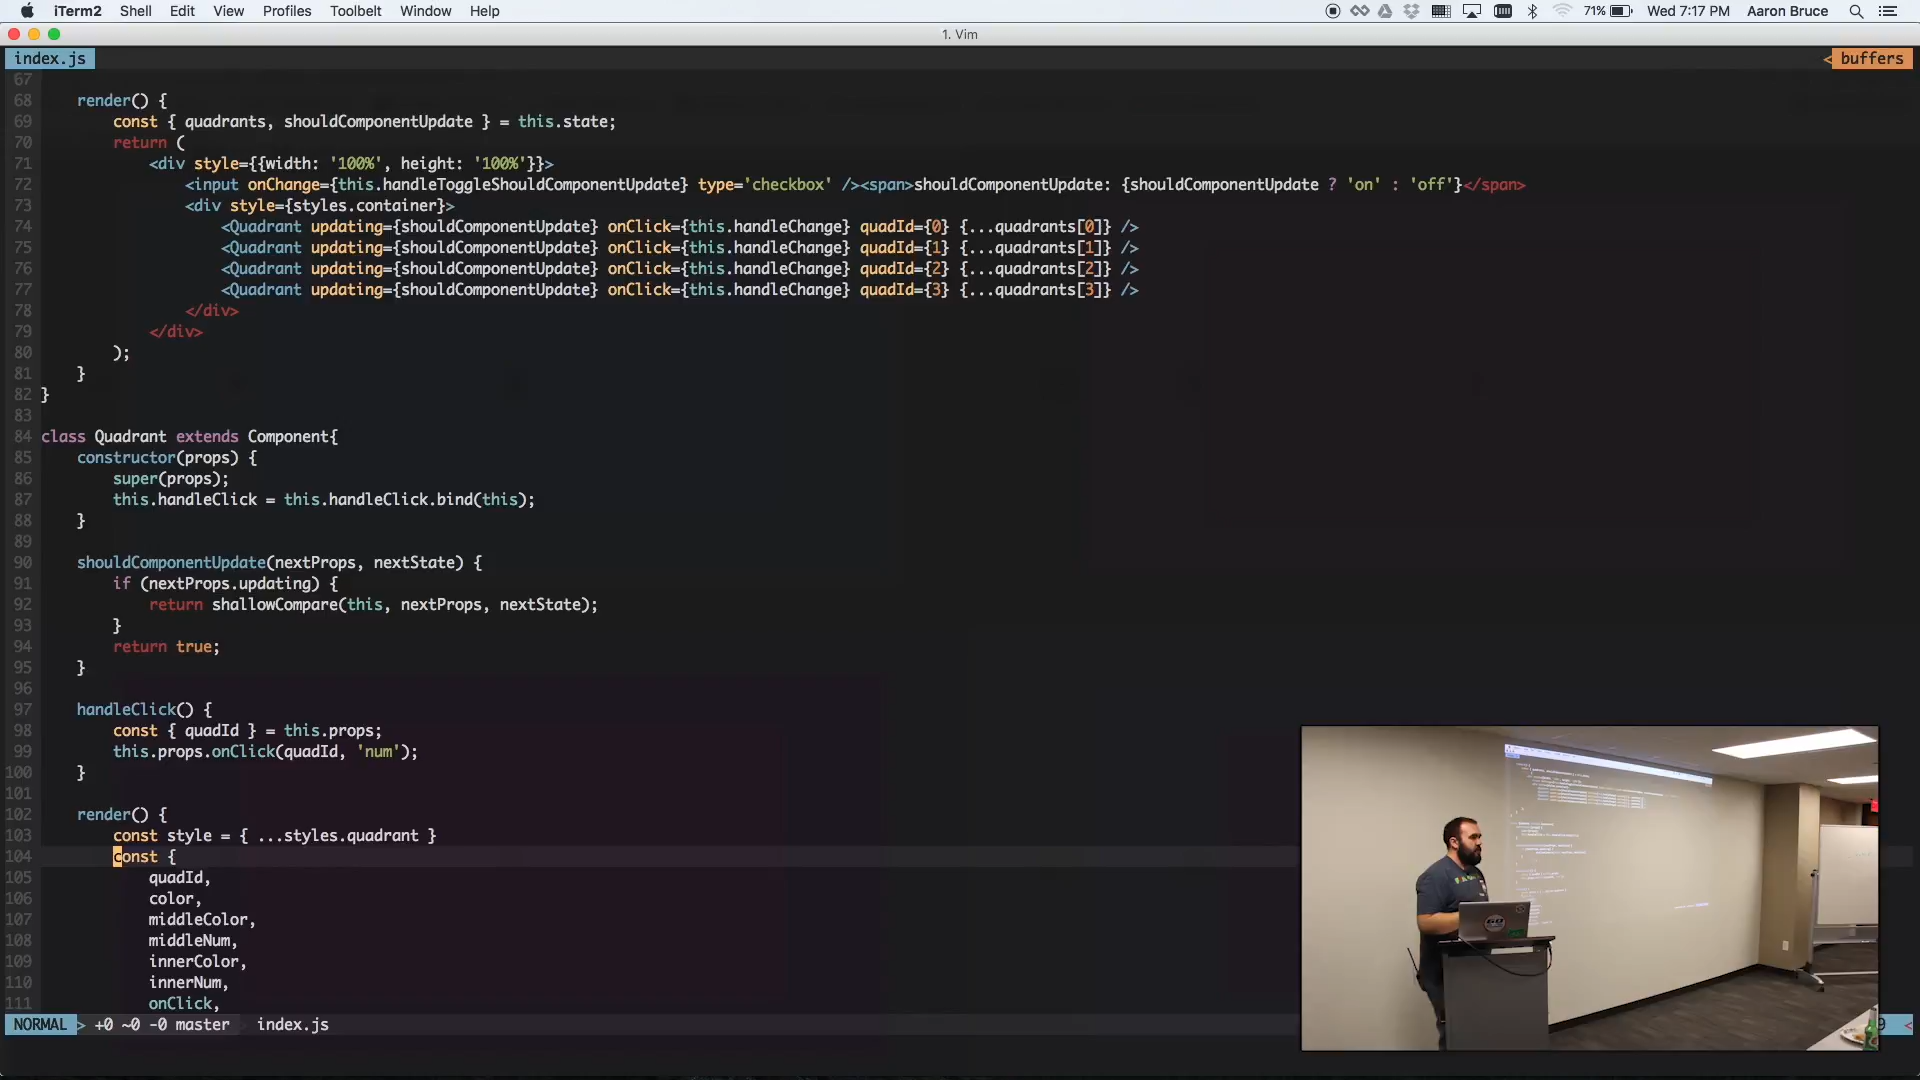 iTerm2 Shell Edit View Profiles Toolbelt Window Help 71% Wed 7:17 PM Aaron Bruce
1. Vim
index.js < buffers
67
68 render() {
69 const { quadrants, shouldComponentUpdate } = this.state;
70 return (
71 <div style={{width: '100%', height: '100%'}}>
72 <input onChange={this.handleToggleShouldComponentUpdate} type='checkbox' /><span>shouldComponentUpdate: {shouldComponentUpdate ? 'on' : 'off'}</span>
73 <div style={styles.container}>
74 <Quadrant updating={shouldComponentUpdate} onClick={this.handleChange} quadId={0} {...quadrants[0]} />
75 <Quadrant updating={shouldComponentUpdate} onClick={this.handleChange} quadId={1} {...quadrants[1]} />
76 <Quadrant updating={shouldComponentUpdate} onClick={this.handleChange} quadId={2} {...quadrants[2]} />
77 <Quadrant updating={shouldComponentUpdate} onClick={this.handleChange} quadId={3} {...quadrants[3]} />
78 </div>
79 </div>
80 );
81 }
82 }
83
84 class Quadrant extends Component{
85 constructor(props) {
86 super(props);
87 this.handleClick = this.handleClick.bind(this);
88 }
89
90 shouldComponentUpdate(nextProps, nextState) {
91 if (nextProps.updating) {
92 return shallowCompare(this, nextProps, nextState);
93 }
94 return true;
95 }
96
97 handleClick() {
98 const { quadId } = this.props;
99 this.props.onClick(quadId, 'num');
100 }
101
102 render() {
103 const style = { ...styles.quadrant }
104 const {
105 quadId,
106 color,
107 middleColor,
108 middleNum,
109 innerColor,
110 innerNum,
111 onClick,
NORMAL > +0 ~0 -0 master index.js 9 <